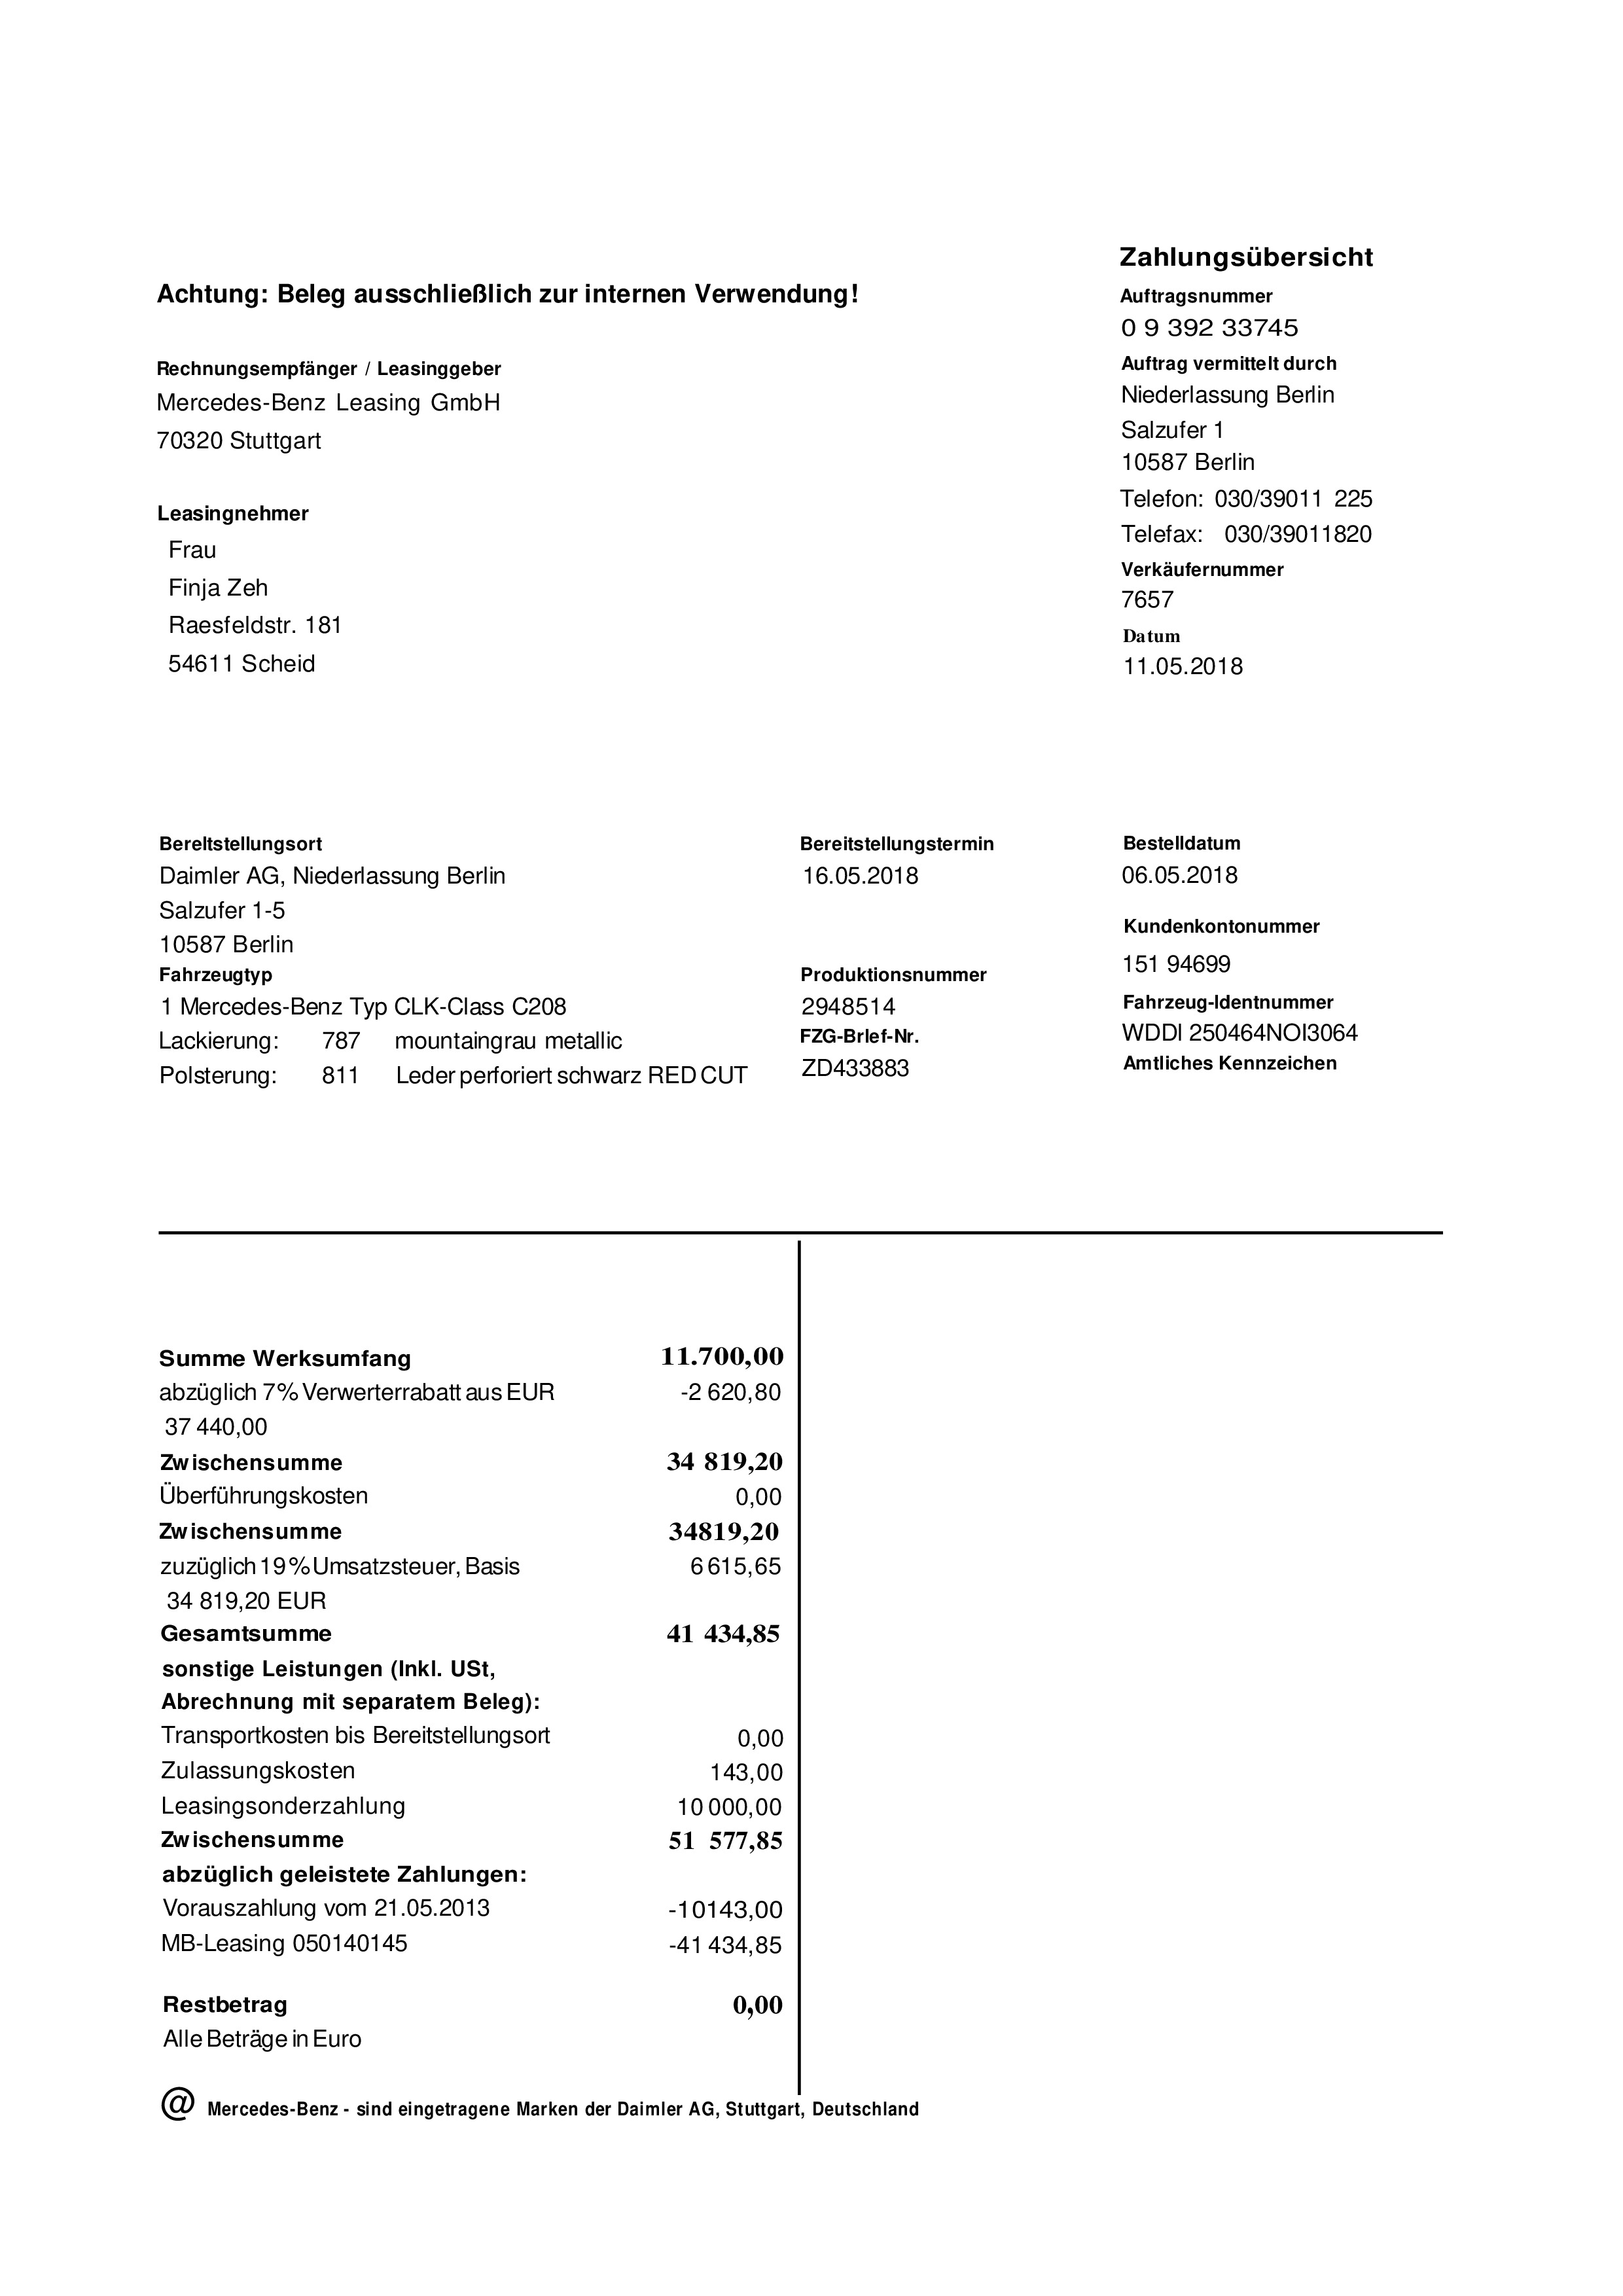 Zahlungsübersicht
Achtung: Beleg ausschließlich zur internen Verwendung!
Auftragsnummer
0 9 392 33745
Rechnungsempfänger / Leasinggeber
Mercedes-Benz Leasing GmbH
70320 Stuttgart
Auftrag vermittelt durch
Niederlassung Berlin
Salzufer 1
10587 Berlin
Telefon: 030/39011 225
Telefax: 030/39011820
Leasingnehmer
Frau
Finja Zeh
Raesfeldstr. 181
54611 Scheid
Verkäufernummer
7657
Datum
11.05.2018
Bereltstellungsort
Daimler AG, Niederlassung Berlin
Salzufer 1-5
10587 Berlin
Bereitstellungstermin
16.05.2018
Bestelldatum
06.05.2018
Kundenkontonummer
151 94699
Fahrzeugtyp
1 Mercedes-Benz Typ CLK-Class C208
Lackierung: 787 mountaingrau metallic
Polsterung: 811 Leder perforiert schwarz RED CUT
Produktionsnummer
2948514
FZG-Brlef-Nr.
ZD433883
Fahrzeug-Identnummer
WDDI 250464NOI3064
Amtliches Kennzeichen
Summe Werksumfang 11.700,00
abzüglich 7% Verwerterrabatt aus EUR -2 620,80
37 440,00
Zwischensumme 34 819,20
Überführungskosten 0,00
Zwischensumme 34819,20
zuzüglich 19 % Umsatzsteuer, Basis 6 615,65
34 819,20 EUR
Gesamtsumme 41 434,85
sonstige Leistungen (Inkl. USt,
Abrechnung mit separatem Beleg):
Transportkosten bis Bereitstellungsort 0,00
Zulassungskosten 143,00
Leasingsonderzahlung 10 000,00
Zwischensumme 51 577,85
abzüglich geleistete Zahlungen:
Vorauszahlung vom 21.05.2013 -10143,00
MB-Leasing 050140145 -41 434,85
Restbetrag 0,00
Alle Beträge in Euro
@ Mercedes-Benz - sind eingetragene Marken der Daimler AG, Stuttgart, Deutschland